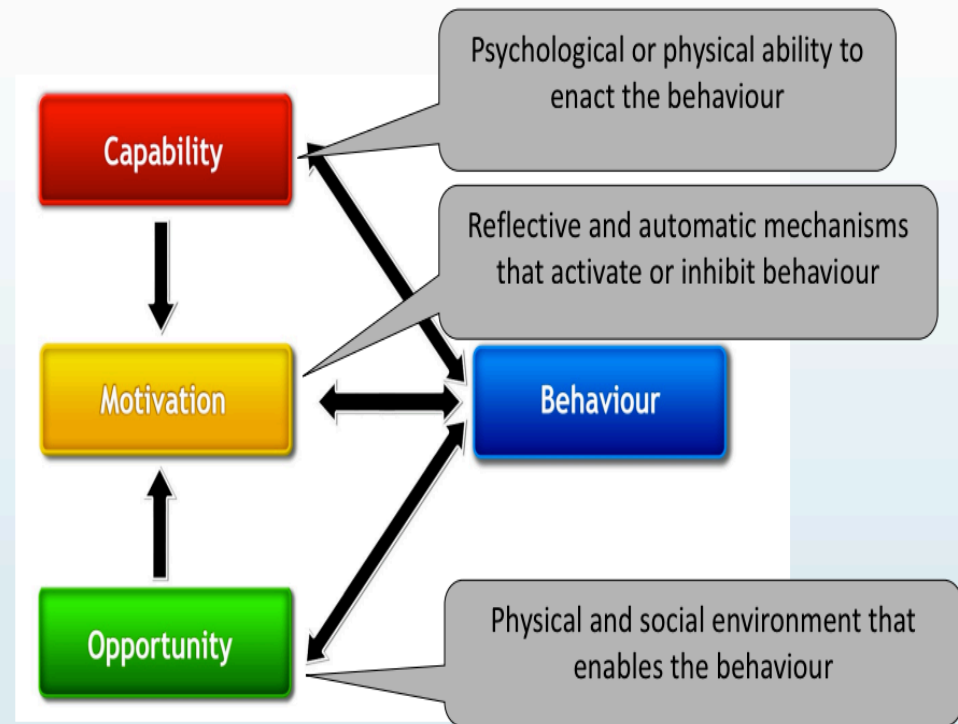 Psychological or physical ability to
enact the behaviour
Capability
Reflective and automatic mechanisms
that activate or inhibit behaviour
Motivation
Behaviour
Physical and social environment that
enables the behaviour
Opportunity